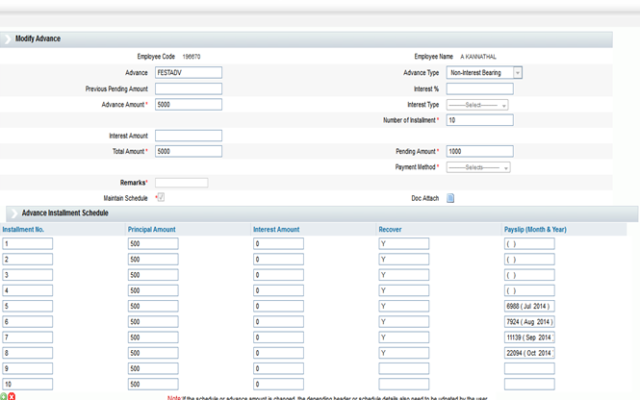 Modify Advance
Employee Code 198670 Employee Name A KANNATHAL
Advance FESTADV Advance Type Non-Interest Bearing
Previous Pending Amount Interest %
Advance Amount * 5000 Interest Type --------Select--------
Number of Installment * 10
Interest Amount
Total Amount * 5000 Pending Amount * 1000
Payment Method * --------Selects--------
Remarks*
Maintain Schedule * Doc Attach
Advance Installment Schedule
Installment No. Principal Amount Interest Amount Recover Payslip (Month & Year)
1 500 0 Y ( )
2 500 0 Y ( )
3 500 0 Y ( )
4 500 0 Y ( )
5 500 0 Y 6988 ( Jul 2014 )
6 500 0 Y 7924 ( Aug 2014 )
7 500 0 Y 11139 ( Sep 2014
8 500 0 Y 22094 ( Oct 2014
9 500 0
10 500 0
Note:If the schedule or advance amount is changed, the depending header or schedule details also need to be udpated by the user